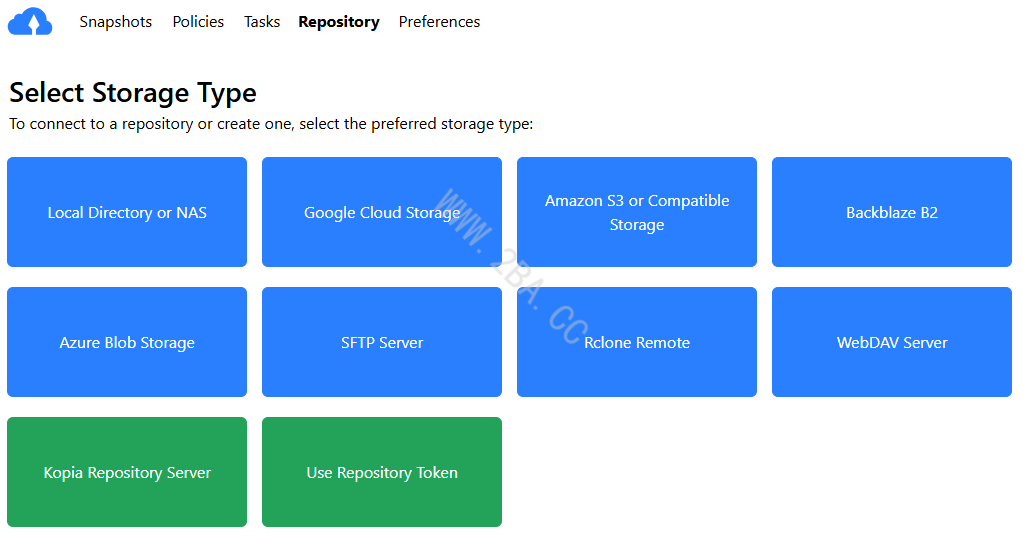 Snapshots Policies Tasks Repository Preferences
Select Storage Type
To connect to a repository or create one, select the preferred storage type:
Local Directory or NAS
Google Cloud Storage
Amazon S3 or Compatible
Storage
Backblaze B2
Azure Blob Storage
SFTP Server
Rclone Remote
WebDAV Server
Kopia Repository Server
Use Repository Token
WWW.2BA.CC